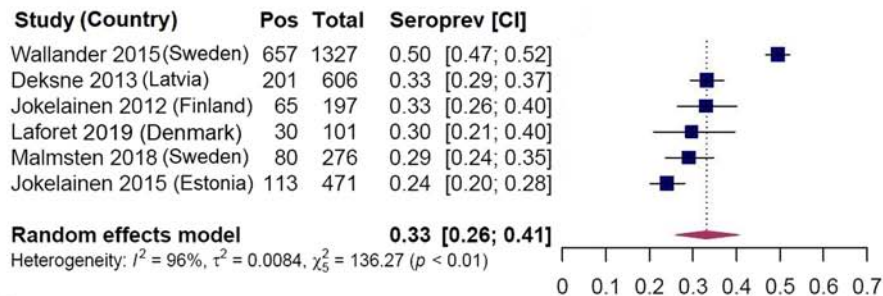 Study (Country) Pos Total Seroprev [CI]
Wallander 2015 (Sweden) 657 1327 0.50 [0.47; 0.52]
Deksne 2013 (Latvia) 201 606 0.33 [0.29; 0.37]
Jokelainen 2012 (Finland) 65 197 0.33 [0.26; 0.40]
Laforet 2019 (Denmark) 30 101 0.30 [0.21; 0.40]
Malmsten 2018 (Sweden) 80 276 0.29 [0.24; 0.35]
Jokelainen 2015 (Estonia) 113 471 0.24 [0.20; 0.28]
Random effects model 0.33 [0.26; 0.41]
Heterogeneity: I² = 96%, τ² = 0.0084, χ²₅ = 136.27 (p < 0.01)
0 0.1 0.2 0.3 0.4 0.5 0.6 0.7